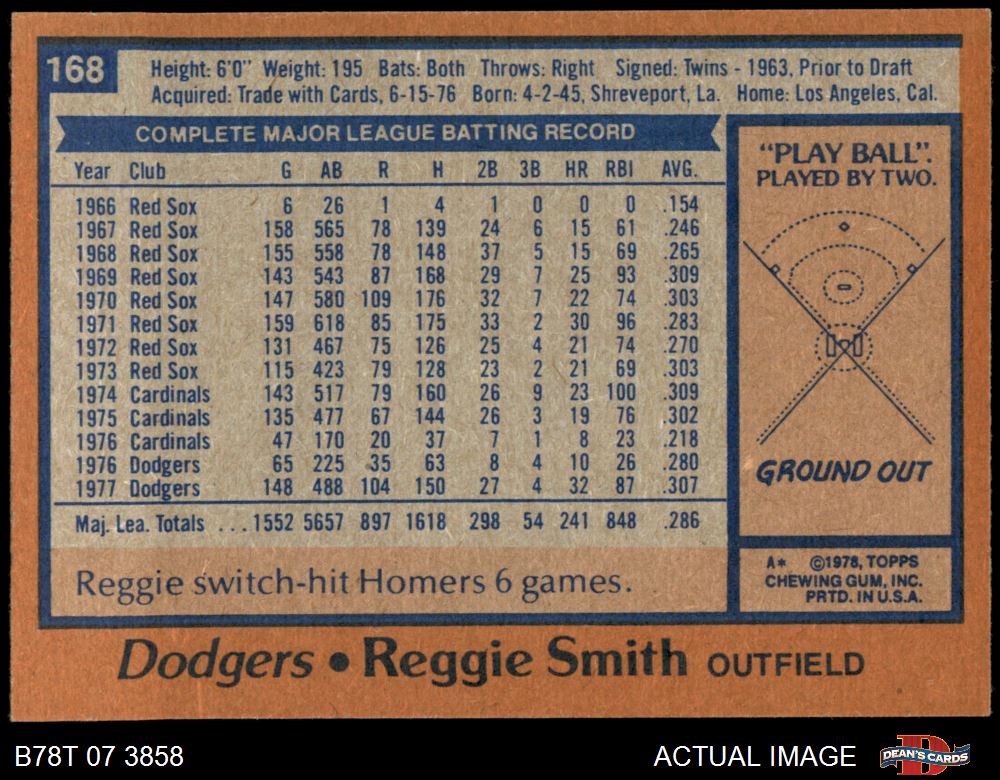 168
Height: 6'0" Weight: 195 Bats: Both Throws: Right Signed: Twins - 1963, Prior to Draft
Acquired: Trade with Cards, 6-15-76 Born: 4-2-45, Shreveport, La. Home: Los Angeles, Cal.
COMPLETE MAJOR LEAGUE BATTING RECORD
Year Club G AB R H 2B 3B HR RBI AVG.
1966 Red Sox 6 26 1 4 1 0 0 0 .154
1967 Red Sox 158 565 78 139 24 6 15 61 .246
1968 Red Sox 155 558 78 148 37 5 15 69 .265
1969 Red Sox 143 543 87 168 29 7 25 93 .309
1970 Red Sox 147 580 109 176 32 7 22 74 .303
1971 Red Sox 159 618 85 175 33 2 30 96 .283
1972 Red Sox 131 467 75 126 25 4 21 74 .270
1973 Red Sox 115 423 79 128 23 2 21 69 .303
1974 Cardinals 143 517 79 160 26 9 23 100 .309
1975 Cardinals 135 477 67 144 26 3 19 76 .302
1976 Cardinals 47 170 20 37 7 1 8 23 .218
1976 Dodgers 65 225 35 63 8 4 10 26 .280
1977 Dodgers 148 488 104 150 27 4 32 87 .307
Maj. Lea. Totals ... 1552 5657 897 1618 298 54 241 848 .286
Reggie switch-hit Homers 6 games.
"PLAY BALL".
PLAYED BY TWO.
GROUND OUT
A* ©1978, TOPPS
CHEWING GUM, INC.
PRTD. IN U.S.A.
Dodgers • Reggie Smith OUTFIELD
B78T 07 3858
ACTUAL IMAGE
D
DEAN'S CARDS